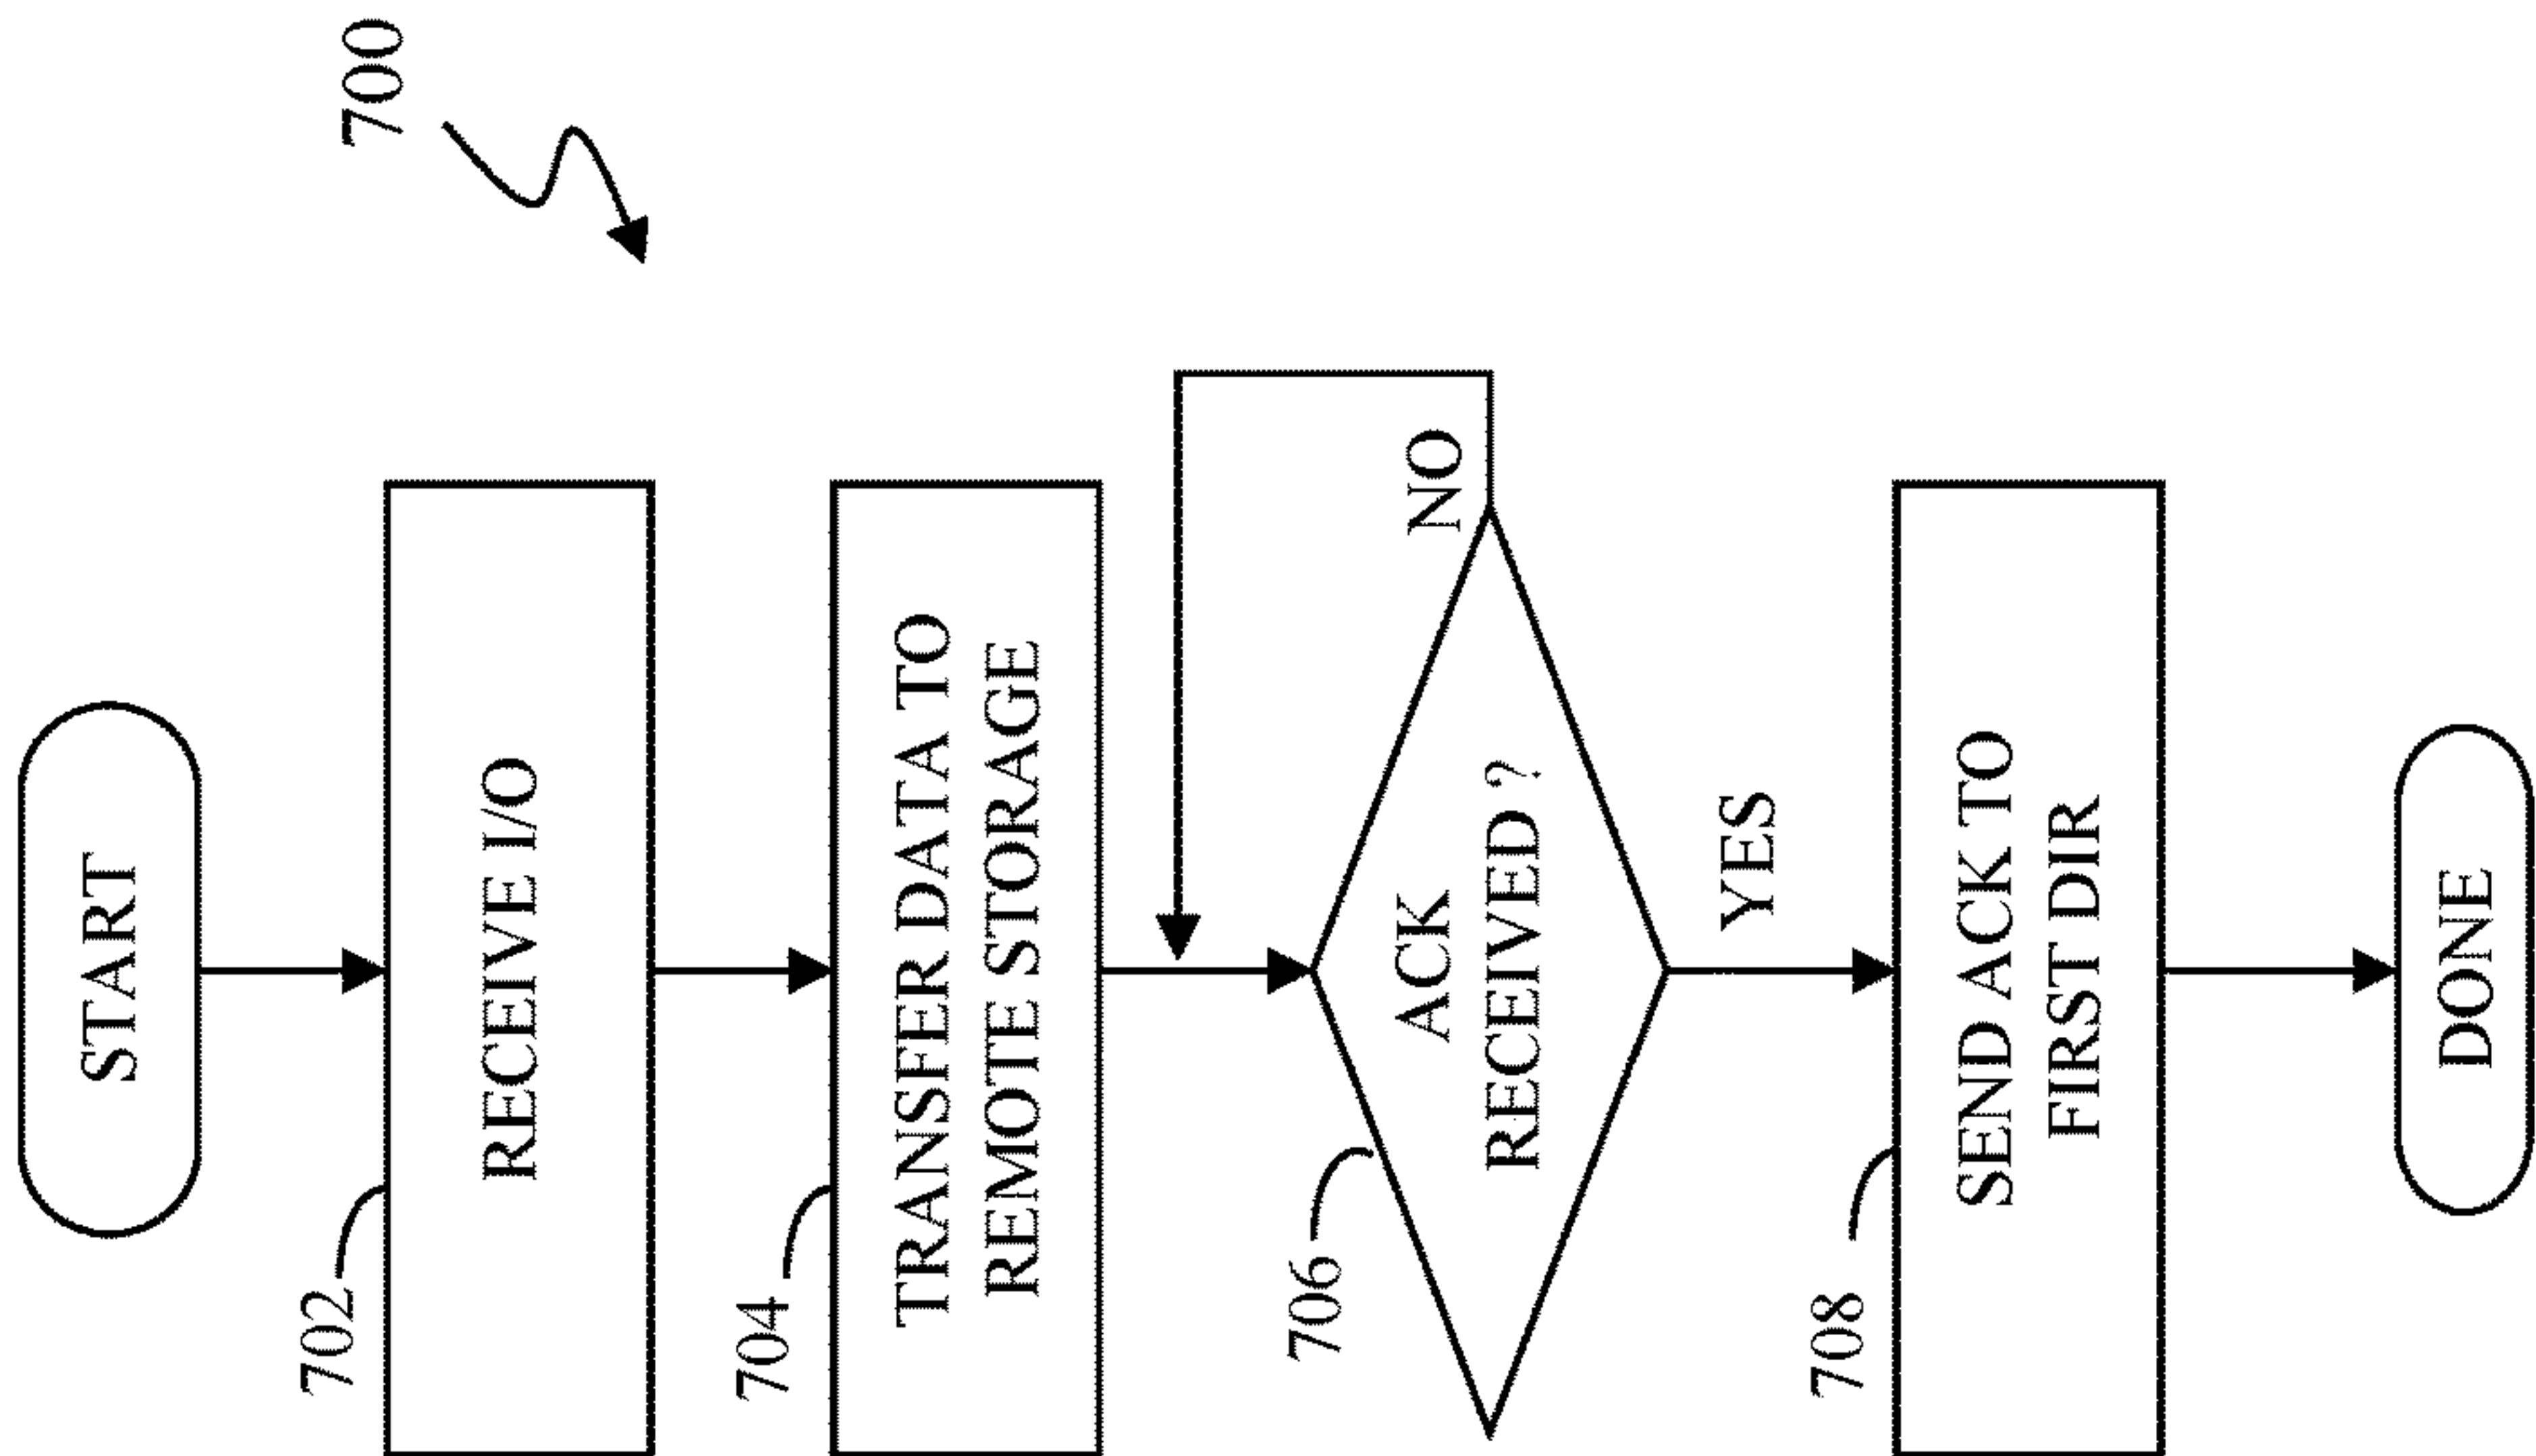 700
START
702
RECEIVE I/O
704
TRANSFER DATA TO
REMOTE STORAGE
706
ACK
RECEIVED ?
NO
YES
708
SEND ACK TO
FIRST DIR
DONE